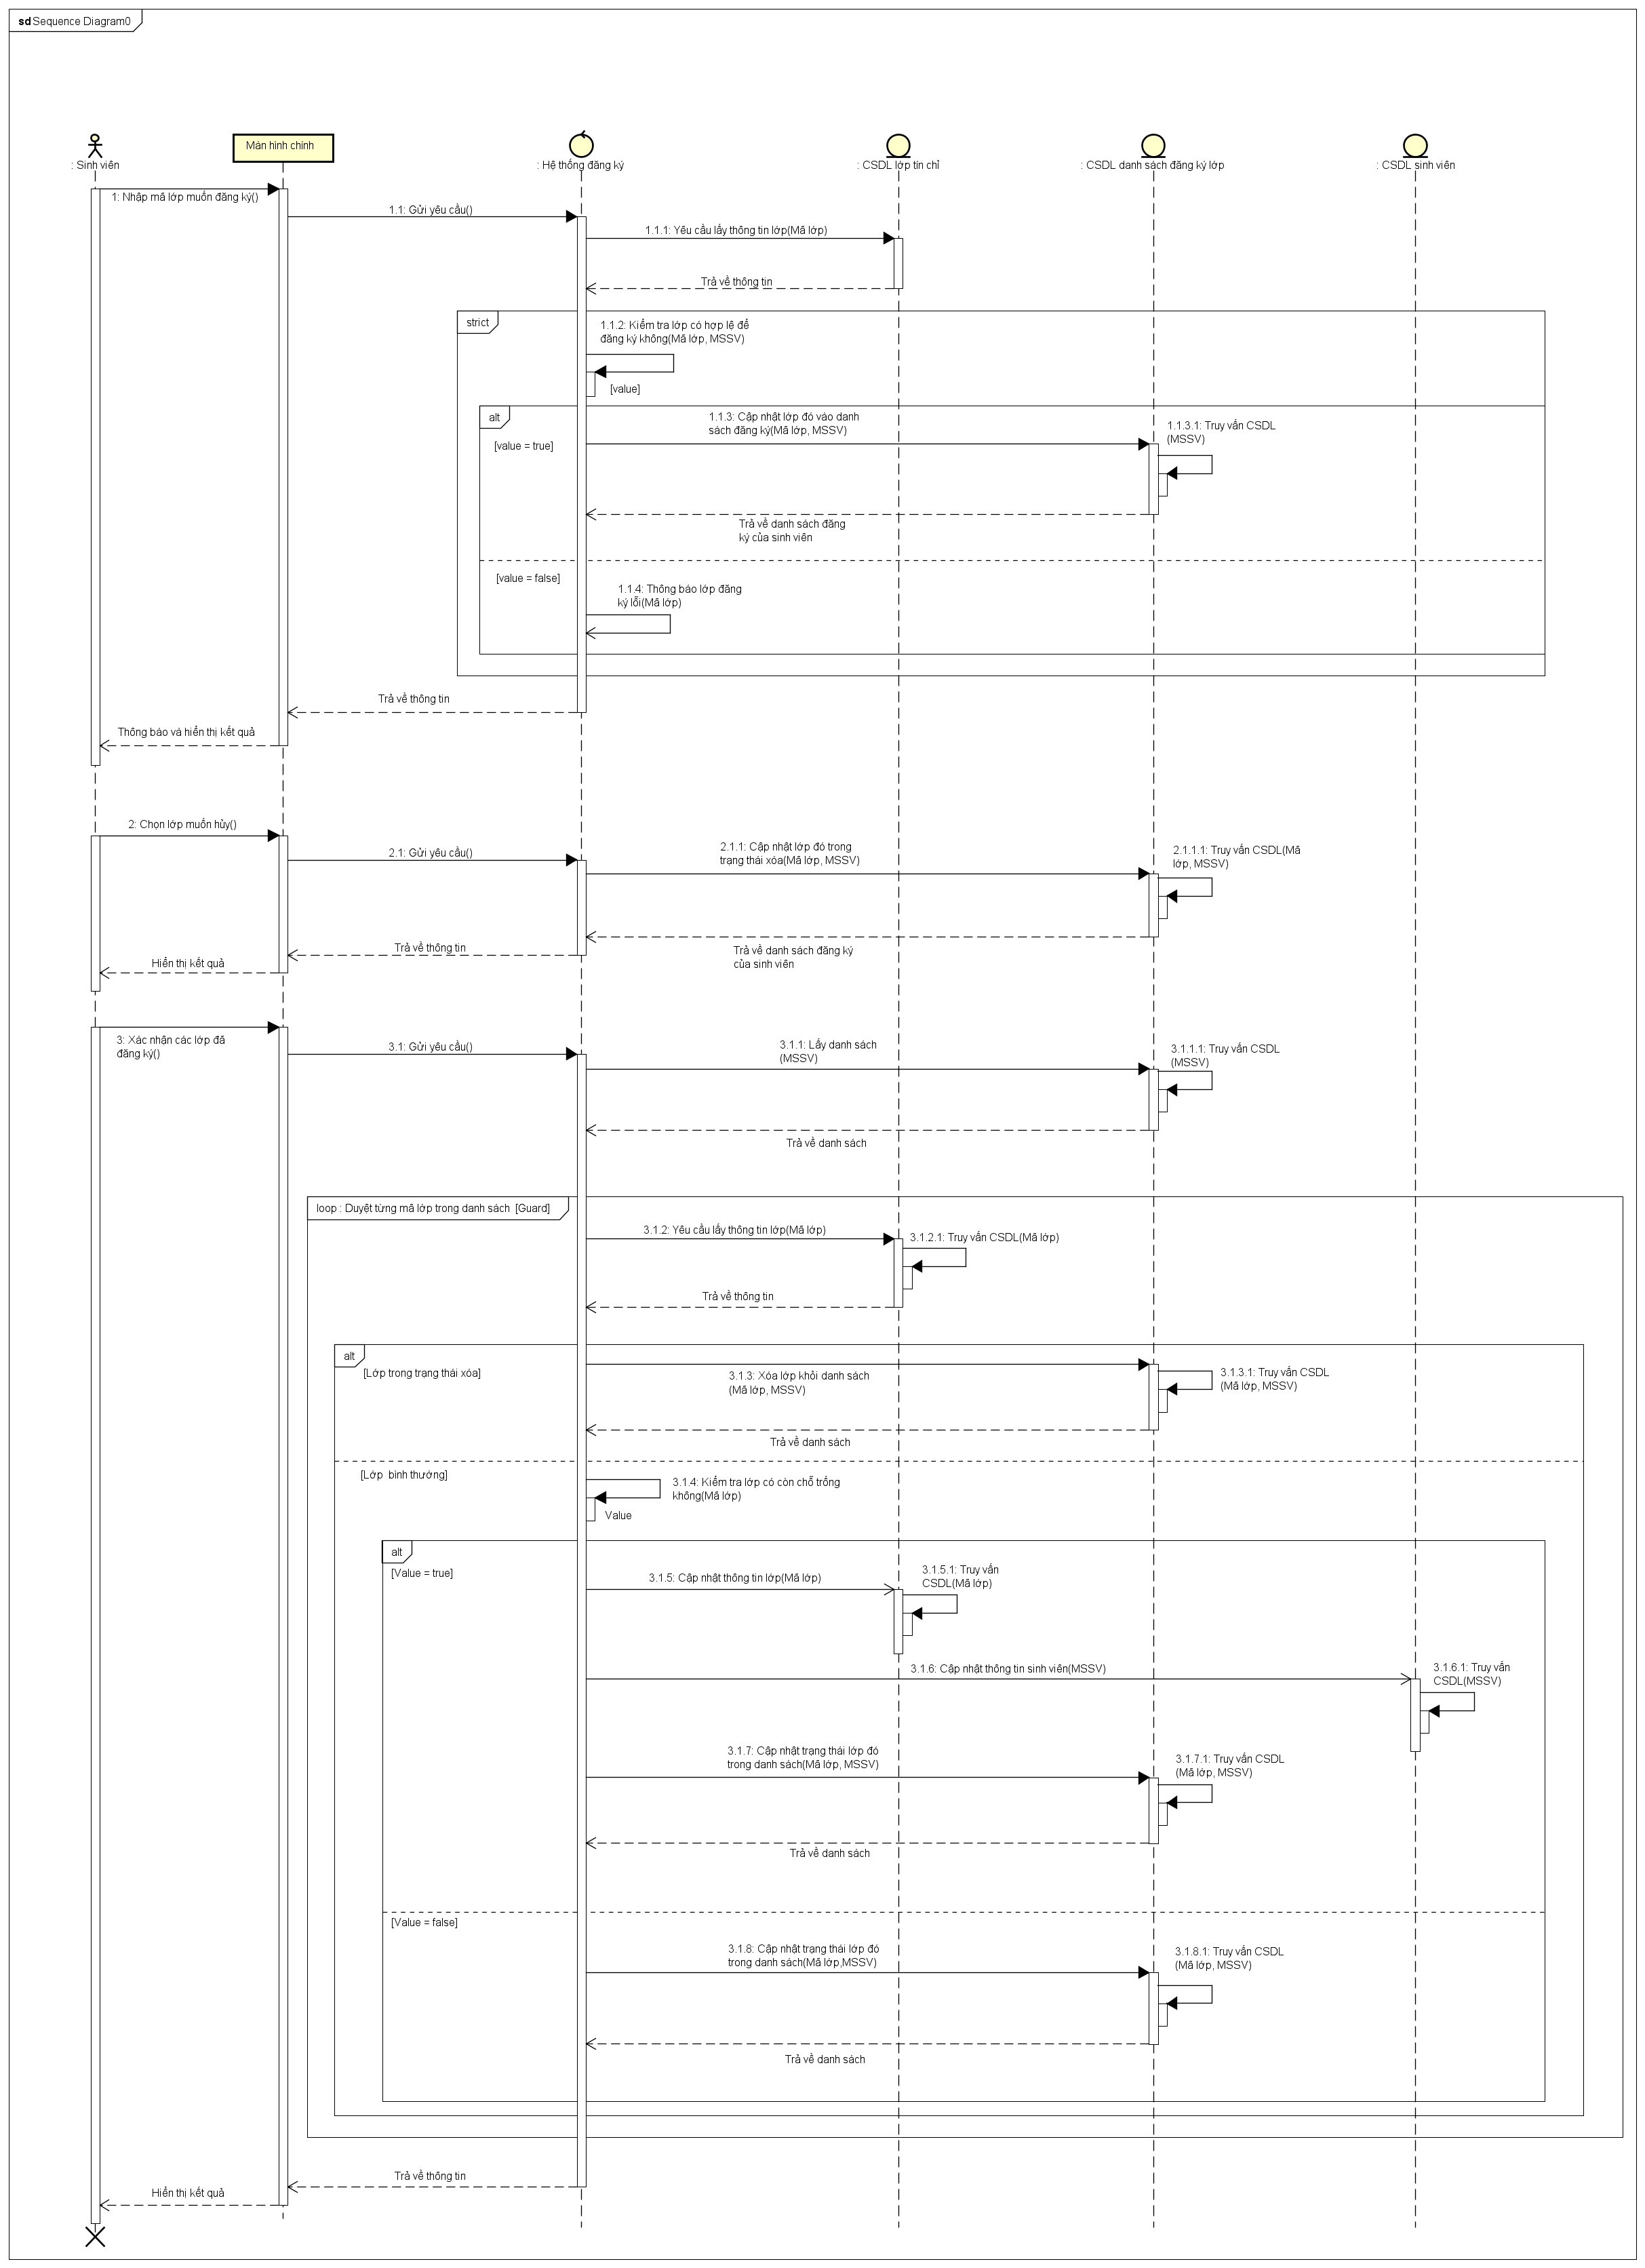 sd Sequence Diagram0
: Sinh viên
Màn hình chính
: Hệ thống đăng ký
: CSDL lớp tín chỉ
: CSDL danh sách đăng ký lớp
: CSDL sinh viên
1: Nhập mã lớp muốn đăng ký()
1.1: Gửi yêu cầu()
1.1.1: Yêu cầu lấy thông tin lớp(Mã lớp)
Trả về thông tin
strict
1.1.2: Kiểm tra lớp có hợp lệ để
đăng ký không(Mã lớp, MSSV)
[value]
alt
[value = true]
1.1.3: Cập nhật lớp đó vào danh
sách đăng ký(Mã lớp, MSSV)
1.1.3.1: Truy vấn CSDL
(MSSV)
Trả về danh sách đăng
ký của sinh viên
[value = false]
1.1.4: Thông báo lớp đăng
ký lỗi(Mã lớp)
Trả về thông tin
Thông báo và hiển thị kết quả
2: Chọn lớp muốn hủy()
2.1: Gửi yêu cầu()
2.1.1: Cập nhật lớp đó trong
trạng thái xóa(Mã lớp, MSSV)
2.1.1.1: Truy vấn CSDL(Mã
lớp, MSSV)
Trả về thông tin
Trả về danh sách đăng ký
của sinh viên
Hiển thị kết quả
3: Xác nhận các lớp đã
đăng ký()
3.1: Gửi yêu cầu()
3.1.1: Lấy danh sách
(MSSV)
3.1.1.1: Truy vấn CSDL
(MSSV)
Trả về danh sách
loop : Duyệt từng mã lớp trong danh sách [Guard]
3.1.2: Yêu cầu lấy thông tin lớp(Mã lớp)
3.1.2.1: Truy vấn CSDL(Mã lớp)
Trả về thông tin
alt
[Lớp trong trạng thái xóa]
3.1.3: Xóa lớp khỏi danh sách
(Mã lớp, MSSV)
3.1.3.1: Truy vấn CSDL
(Mã lớp, MSSV)
Trả về danh sách
[Lớp  bình thường]
3.1.4: Kiểm tra lớp có còn chỗ trống
không(Mã lớp)
Value
alt
[Value = true]
3.1.5: Cập nhật thông tin lớp(Mã lớp)
3.1.5.1: Truy vấn
CSDL(Mã lớp)
3.1.6: Cập nhật thông tin sinh viên(MSSV)
3.1.6.1: Truy vấn
CSDL(MSSV)
3.1.7: Cập nhật trạng thái lớp đó
trong danh sách(Mã lớp, MSSV)
3.1.7.1: Truy vấn CSDL
(Mã lớp, MSSV)
Trả về danh sách
[Value = false]
3.1.8: Cập nhật trạng thái lớp đó
trong danh sách(Mã lớp,MSSV)
3.1.8.1: Truy vấn CSDL
(Mã lớp, MSSV)
Trả về danh sách
Trả về thông tin
Hiển thị kết quả